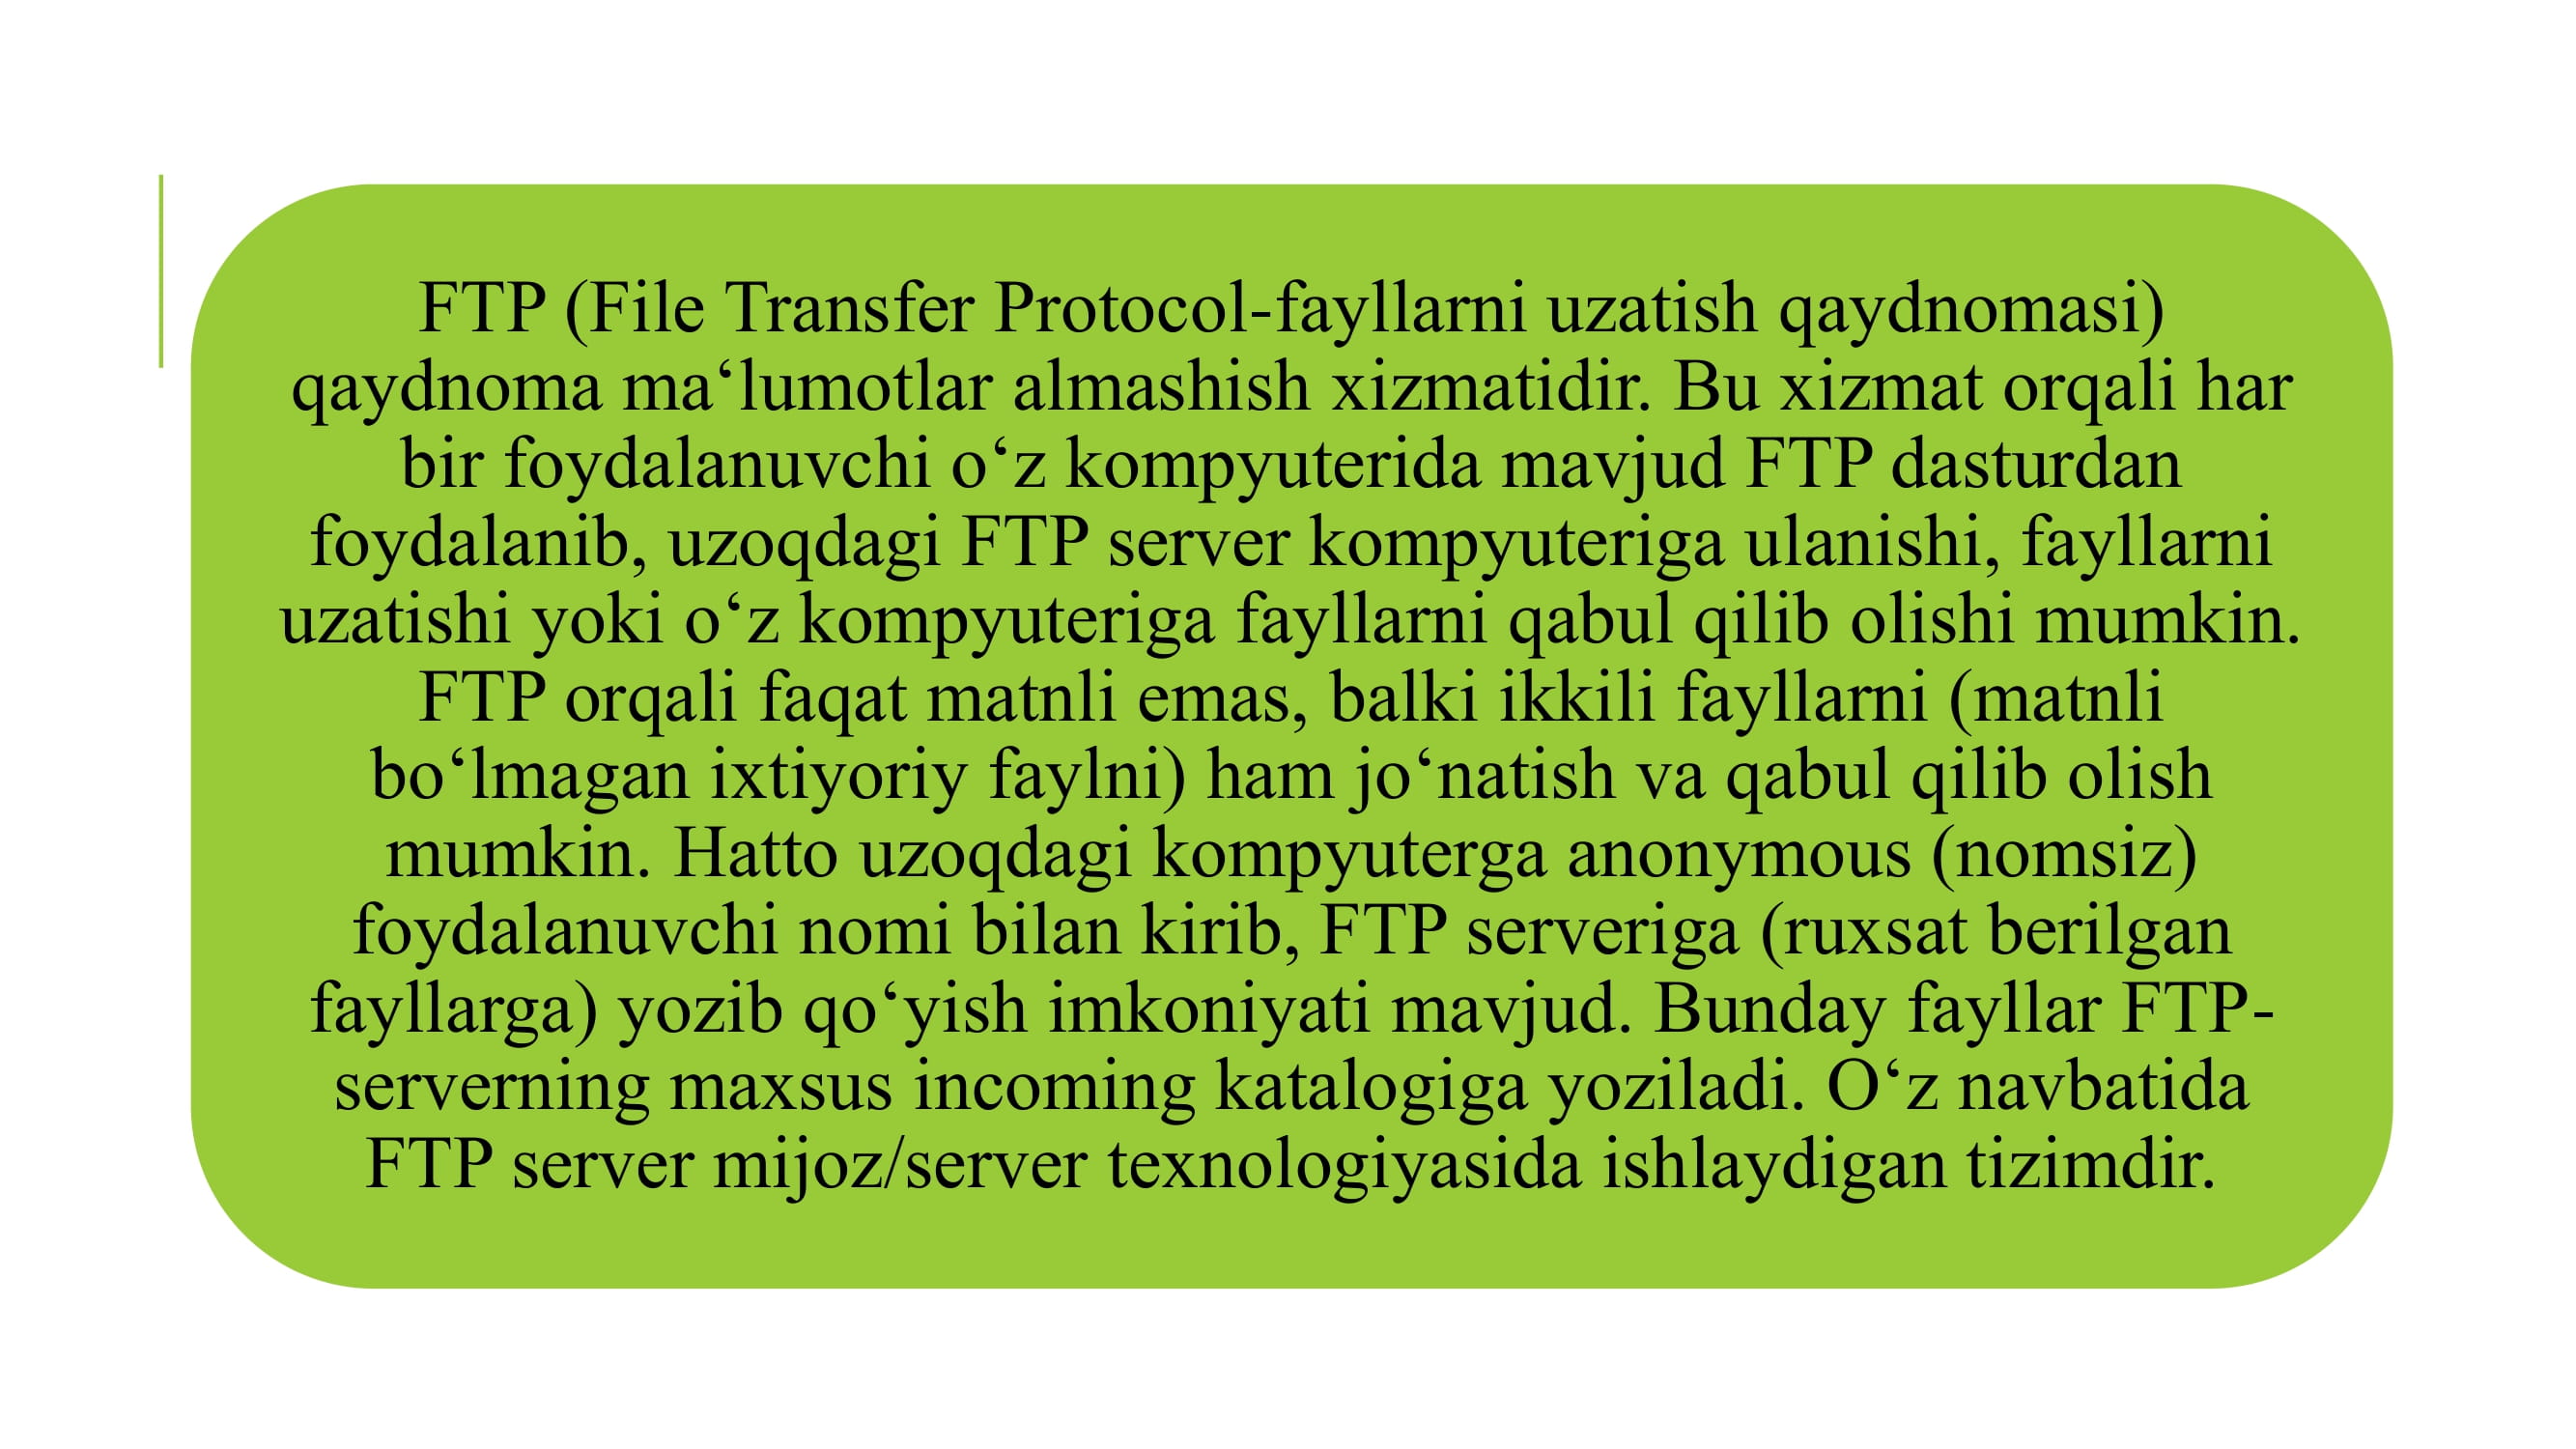 FTP (File Transfer Protocol-fayllarni uzatish qaydnomasi)
qaydnoma ma‘lumotlar almashish xizmatidir. Bu xizmat orqali har
bir foydalanuvchi o‘z kompyuterida mavjud FTP dasturdan
foydalanib, uzoqdagi FTP server kompyuteriga ulanishi, fayllarni
uzatishi yoki o‘z kompyuteriga fayllarni qabul qilib olishi mumkin.
FTP orqali faqat matnli emas, balki ikkili fayllarni (matnli
bo‘lmagan ixtiyoriy faylni) ham jo‘natish va qabul qilib olish
mumkin. Hatto uzoqdagi kompyuterga anonymous (nomsiz)
foydalanuvchi nomi bilan kirib, FTP serveriga (ruxsat berilgan
fayllarga) yozib qo‘yish imkoniyati mavjud. Bunday fayllar FTP-
serverning maxsus incoming katalogiga yoziladi. O‘z navbatida
FTP server mijoz/server texnologiyasida ishlaydigan tizimdir.